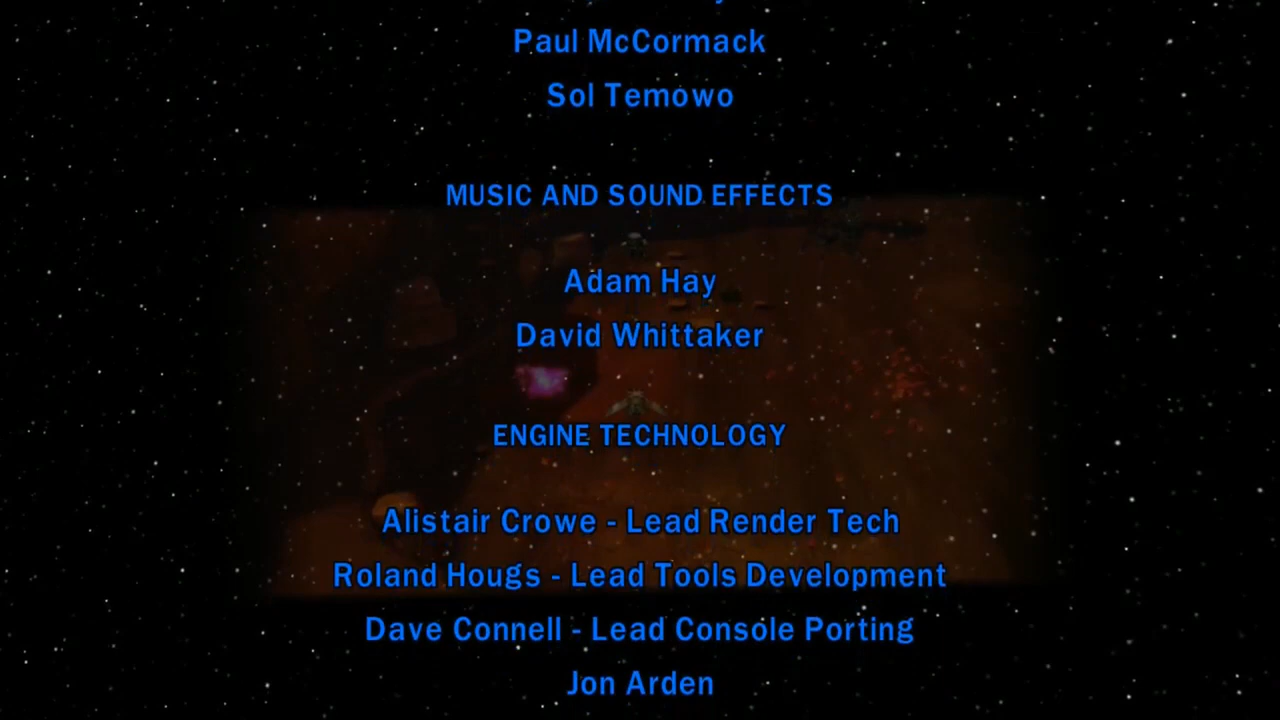 Paul McCormack
Sol Temowo
MUSIC AND SOUND EFFECTS
Adam Hay
David Whittaker
ENGINE TECHNOLOGY
Alistair Crowe - Lead Render Tech
Roland Hougs - Lead Tools Development
Dave Connell - Lead Console Porting
Jon Arden